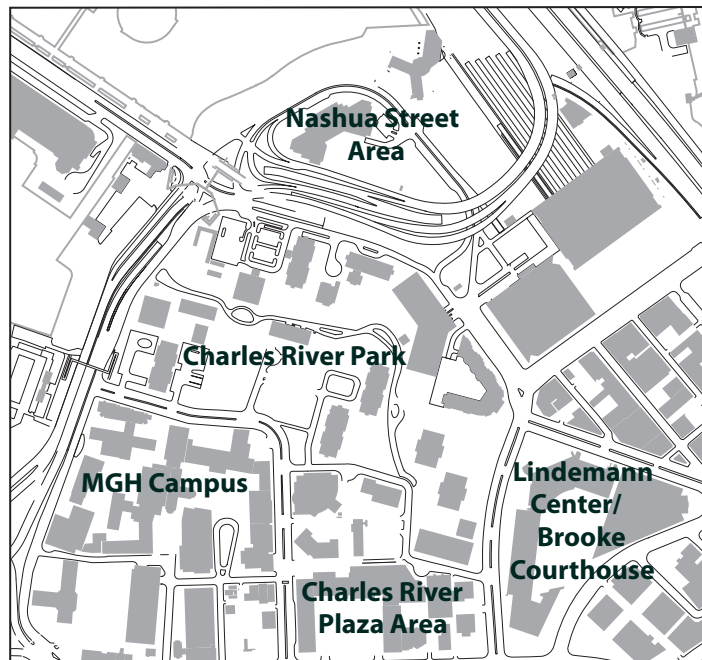 Nashua Street
Area
Charles River Park
MGH Campus
Lindemann
Center/
Brooke
Courthouse
Charles River
Plaza Area